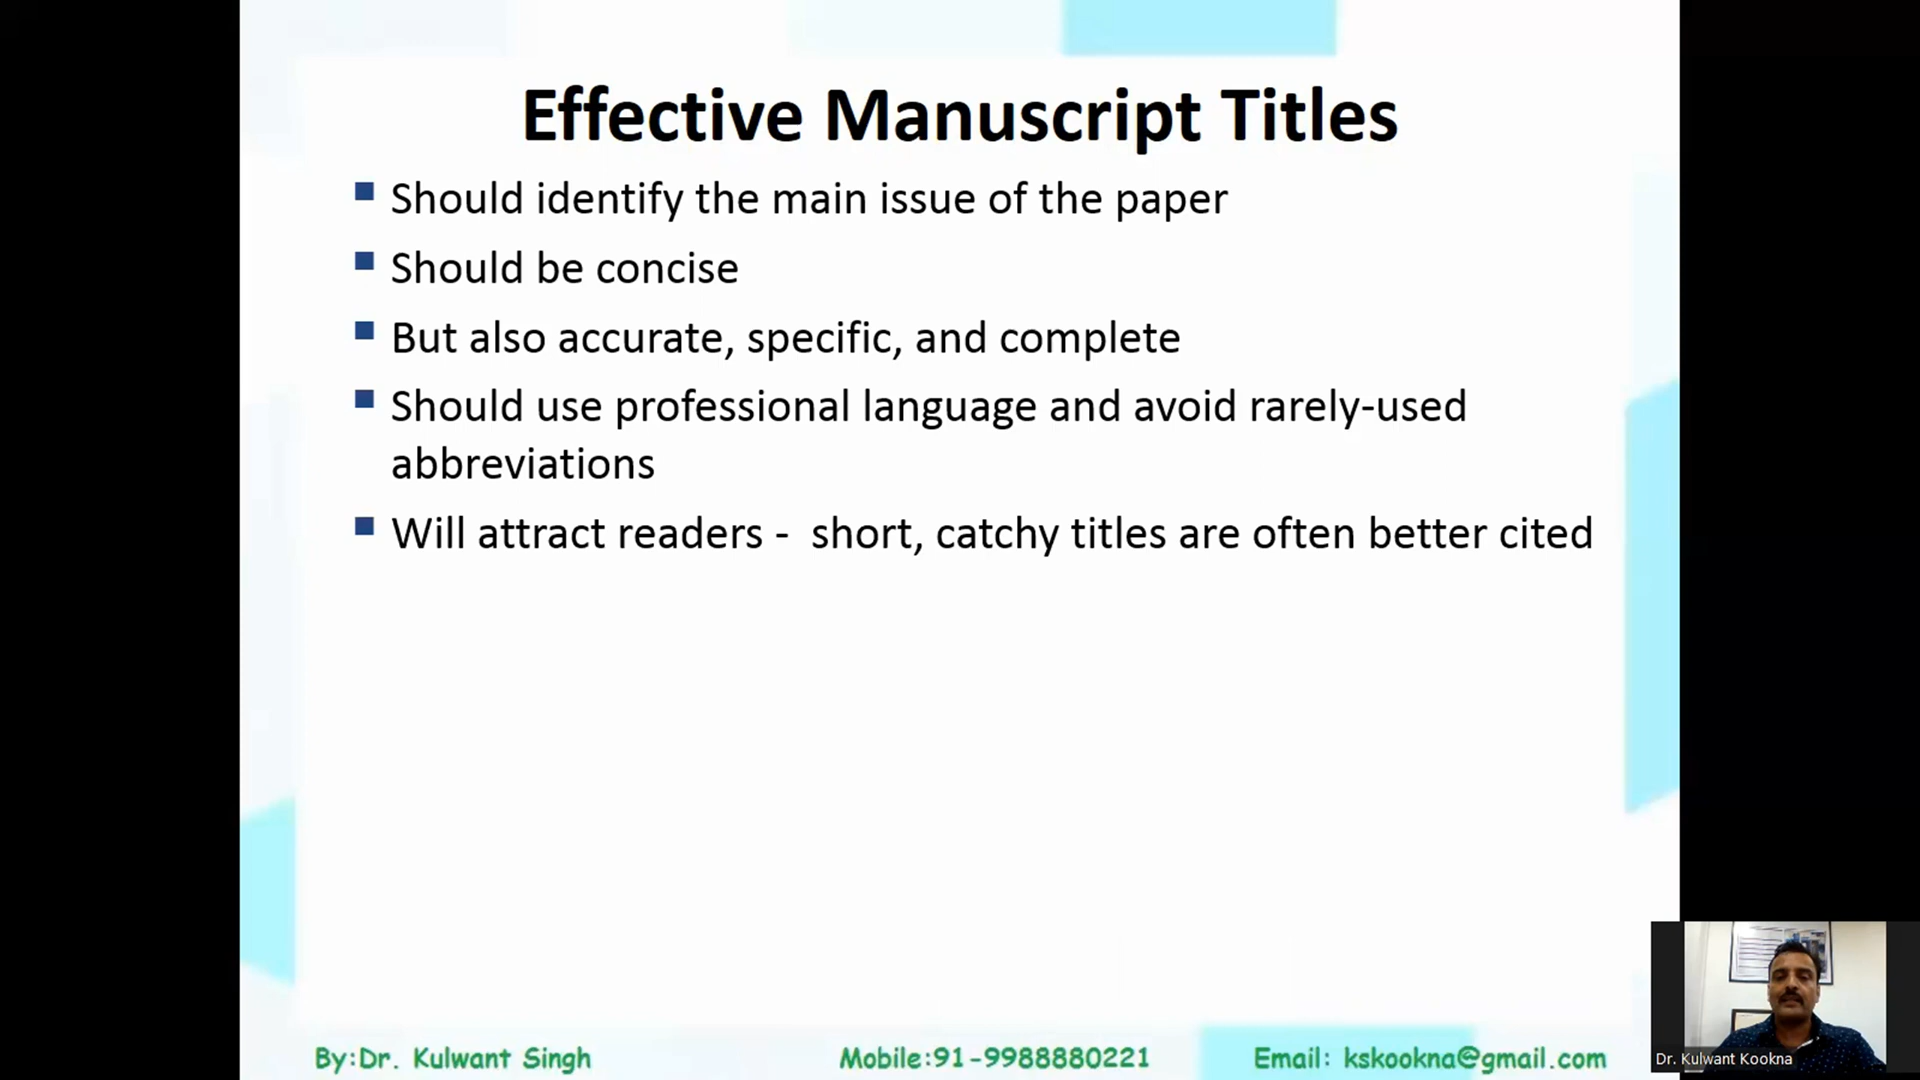 Effective Manuscript Titles
Should identify the main issue of the paper
Should be concise
But also accurate, specific, and complete
Should use professional language and avoid rarely-used
abbreviations
Will attract readers - short, catchy titles are often better cited
By:Dr. Kulwant Singh
Mobile:91-9988880221
Email: kskookna@gmail.com
Dr. Kulwant Kookna